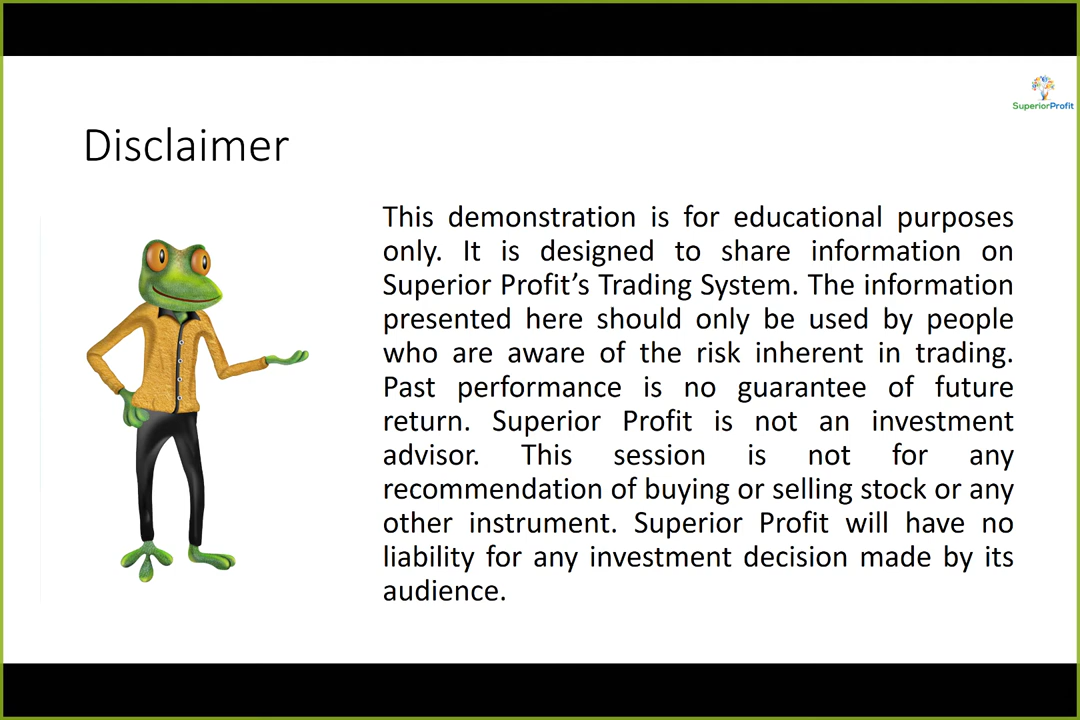 SuperiorProfit
Disclaimer
This demonstration is for educational purposes
only. It is designed to share information on
Superior Profit’s Trading System. The information
presented here should only be used by people
who are aware of the risk inherent in trading.
Past performance is no guarantee of future
return. Superior Profit is not an investment
advisor. This session is not for any
recommendation of buying or selling stock or any
other instrument. Superior Profit will have no
liability for any investment decision made by its
audience.